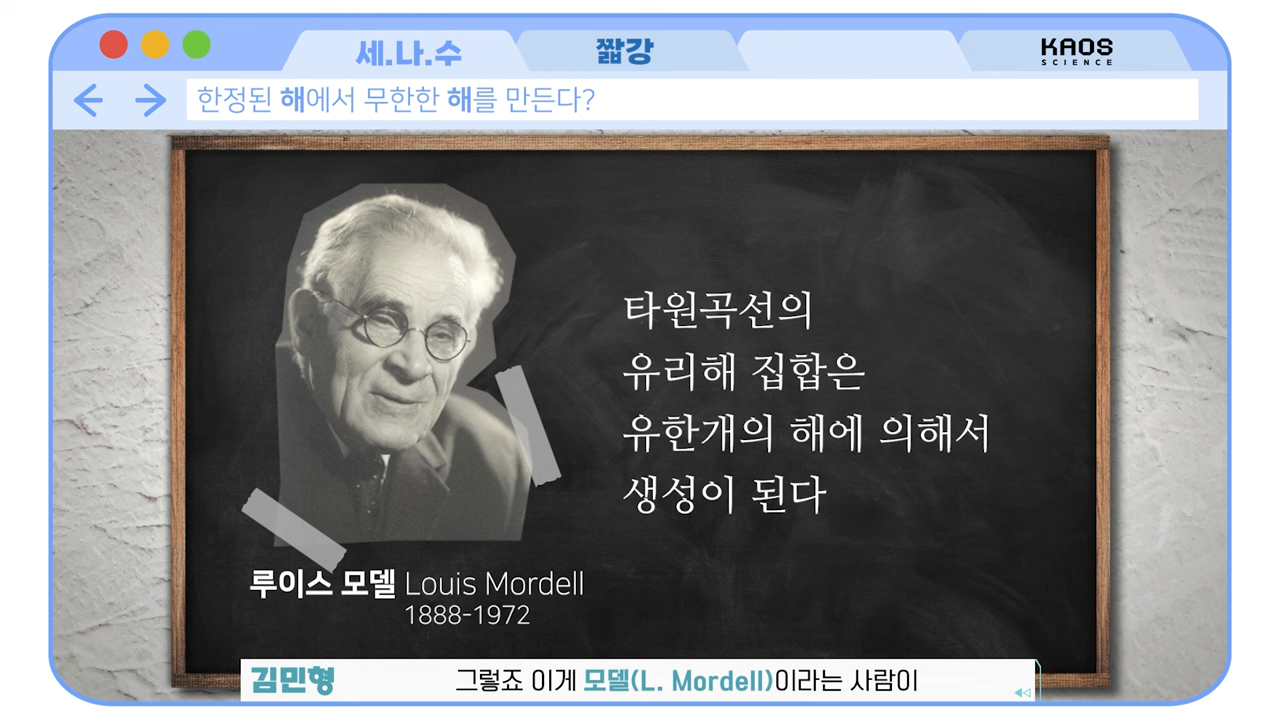 세.나.수
짧강
KAOS
SCIENCE
한정된 해에서 무한한 해를 만든다?
타원곡선의
유리해 집합은
유한개의 해에 의해서
생성이 된다
루이스 모델 Louis Mordell
1888-1972
김민형 그렇죠 이게 모델(L. Mordell)이라는 사람이